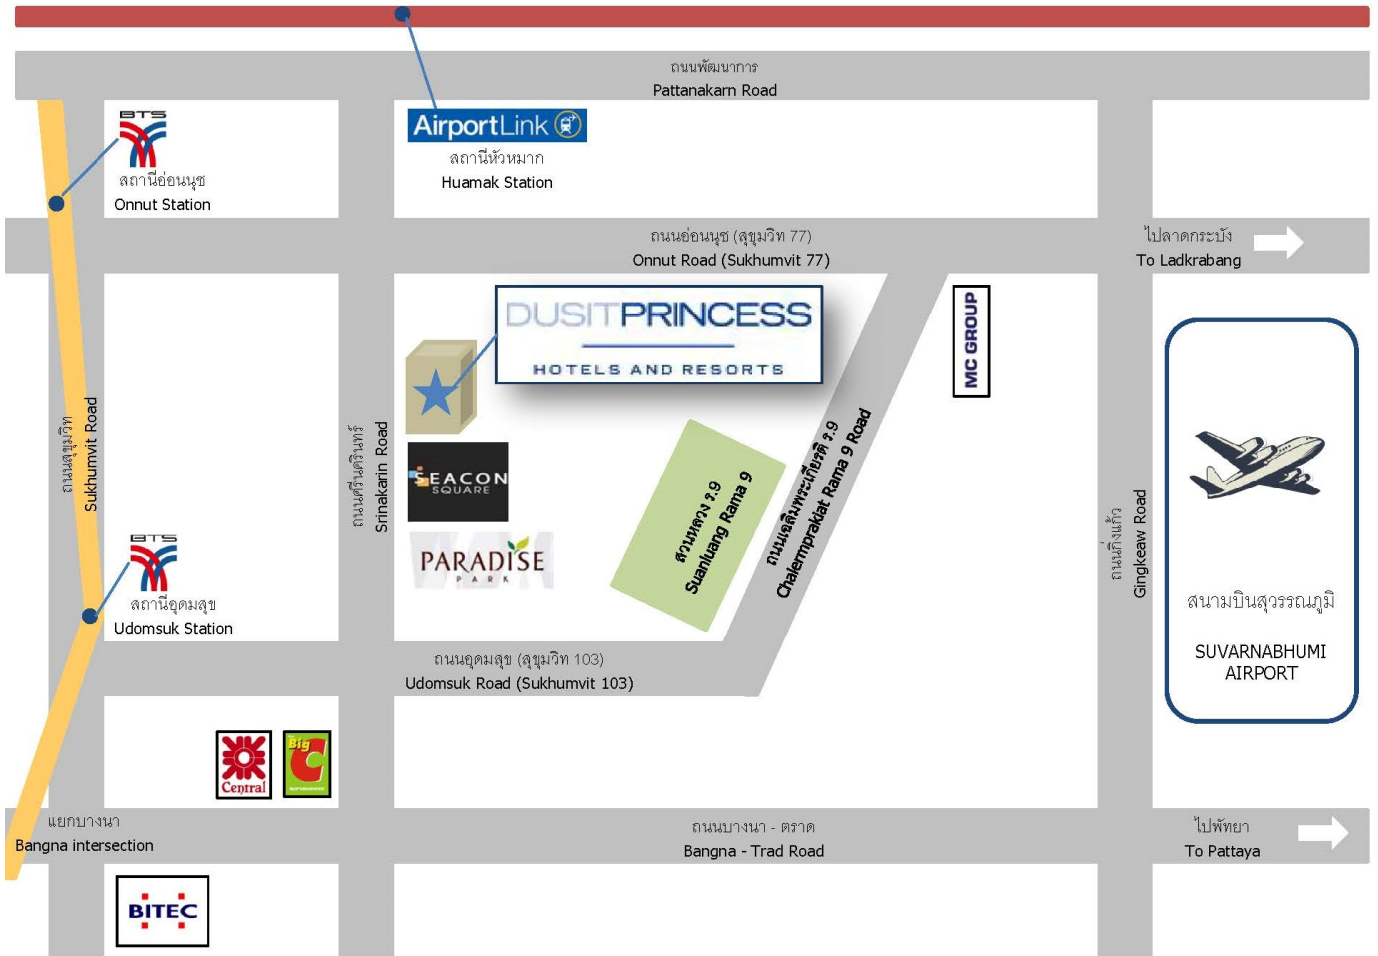 ถนนพัฒนาการ
Pattanakarn Road
BTS
สถานีอ่อนนุช
Onnut Station
AirportLink
สถานีหัวหมาก
Huamak Station
ถนนอ่อนนุช (สุขุมวิท 77)
Onnut Road (Sukhumvit 77)
ไปลาดกระบัง
To Ladkrabang
DUSIT PRINCESS
HOTELS AND RESORTS
MC GROUP
ถนนสุขุมวิท
Sukhumvit Road
ถนนศรีนครินทร์
Srinakarin Road
SEACON
SQUARE
PARADISE
PARK
สวนหลวง ร.9
Suanluang Rama 9
ถนนเฉลิมพระเกียรติ ร.9
Chalermprakiat Rama 9 Road
ถนนกิ่งแก้ว
Gingkeaw Road
สนามบินสุวรรณภูมิ
SUVARNABHUMI
AIRPORT
BTS
สถานีอุดมสุข
Udomsuk Station
ถนนอุดมสุข (สุขุมวิท 103)
Udomsuk Road (Sukhumvit 103)
Central
Big
C
แยกบางนา
Bangna intersection
ถนนบางนา - ตราด
Bangna - Trad Road
ไปพัทยา
To Pattaya
BITEC